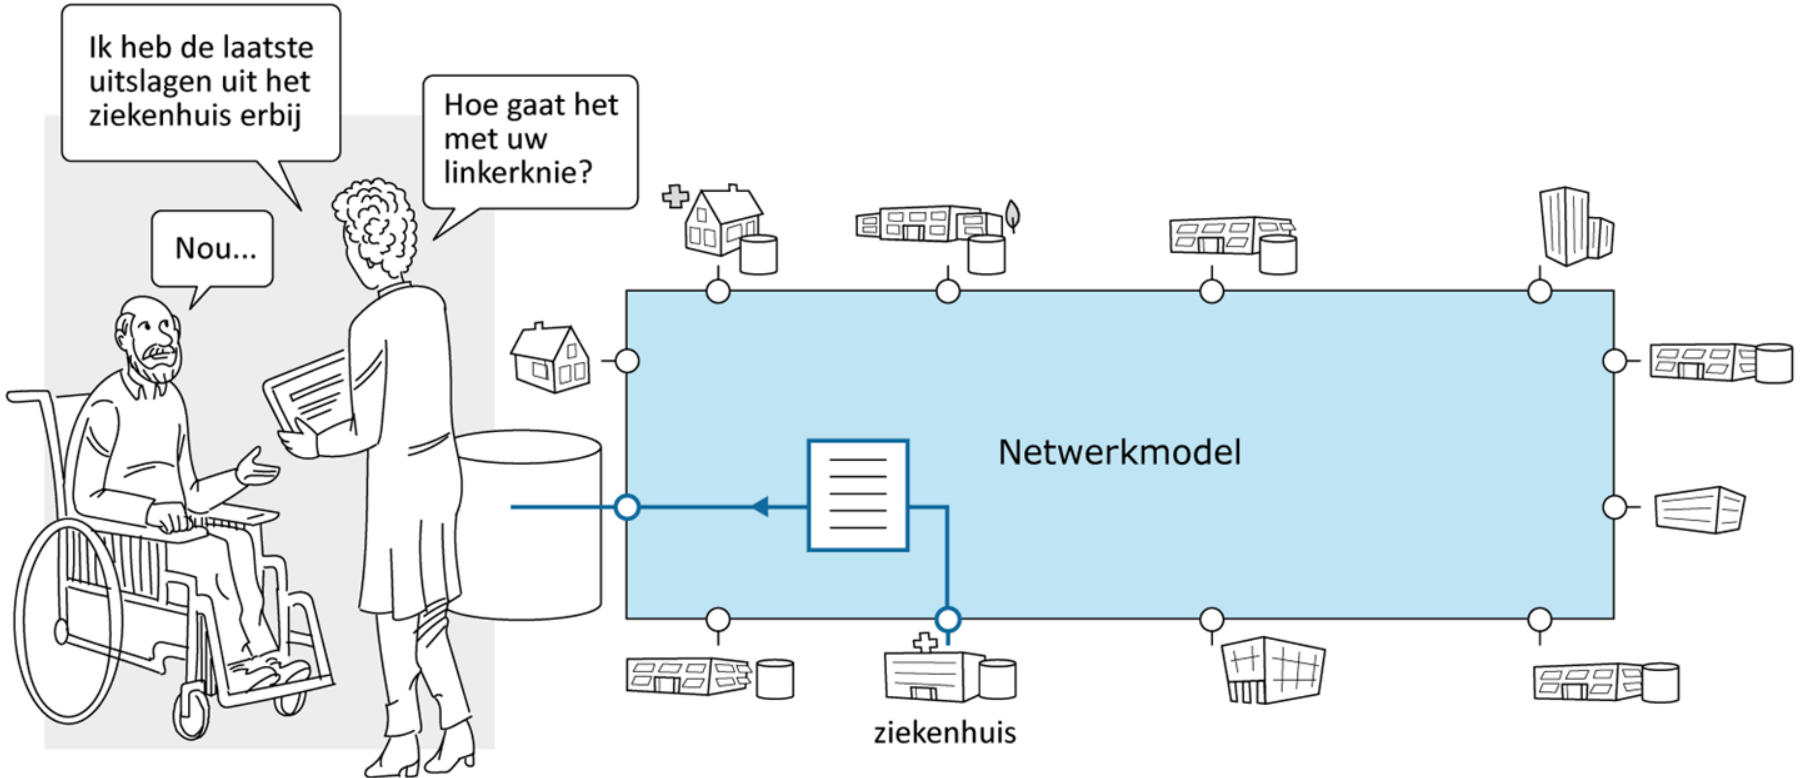 Ik heb de laatste
uitslagen uit het
ziekenhuis erbij
Hoe gaat het
met uw
linkerknie?
Nou...
Netwerkmodel
ziekenhuis